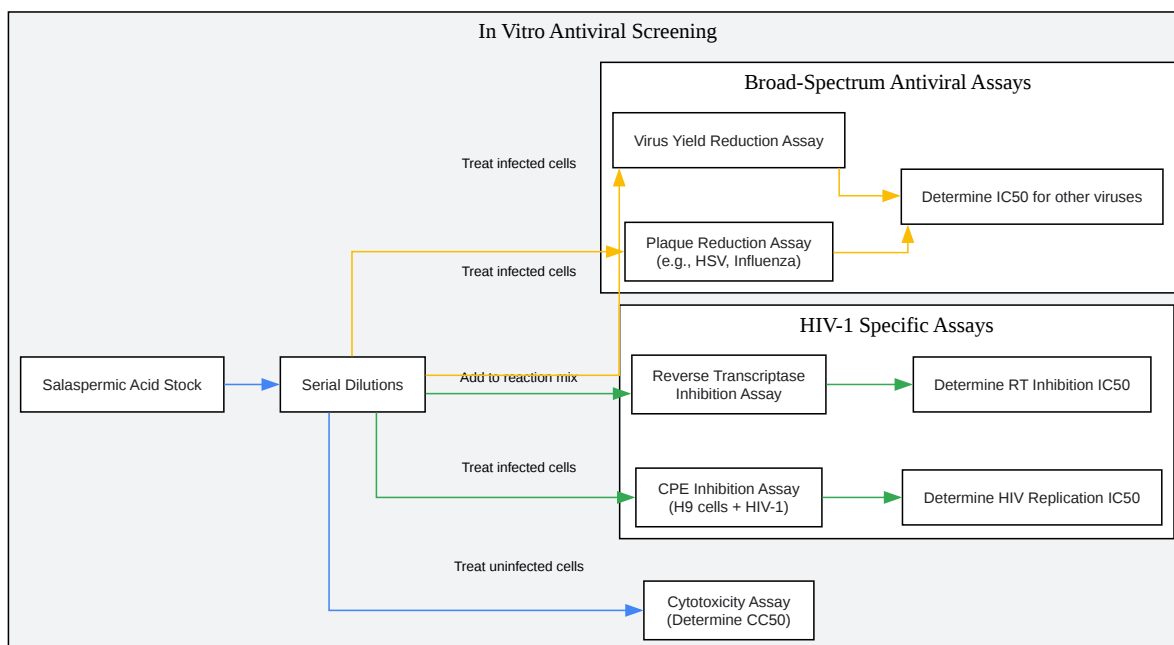 In Vitro Antiviral Screening
Broad-Spectrum Antiviral Assays
Virus Yield Reduction Assay
Treat infected cells
Determine IC50 for other viruses
Plaque Reduction Assay
(e.g., HSV, Influenza)
Treat infected cells
HIV-1 Specific Assays
Salaspermic Acid Stock
Serial Dilutions
Add to reaction mix
Reverse Transcriptase
Inhibition Assay
Determine RT Inhibition IC50
Treat infected cells
CPE Inhibition Assay
(H9 cells + HIV-1)
Determine HIV Replication IC50
Treat uninfected cells
Cytotoxicity Assay
(Determine CC50)